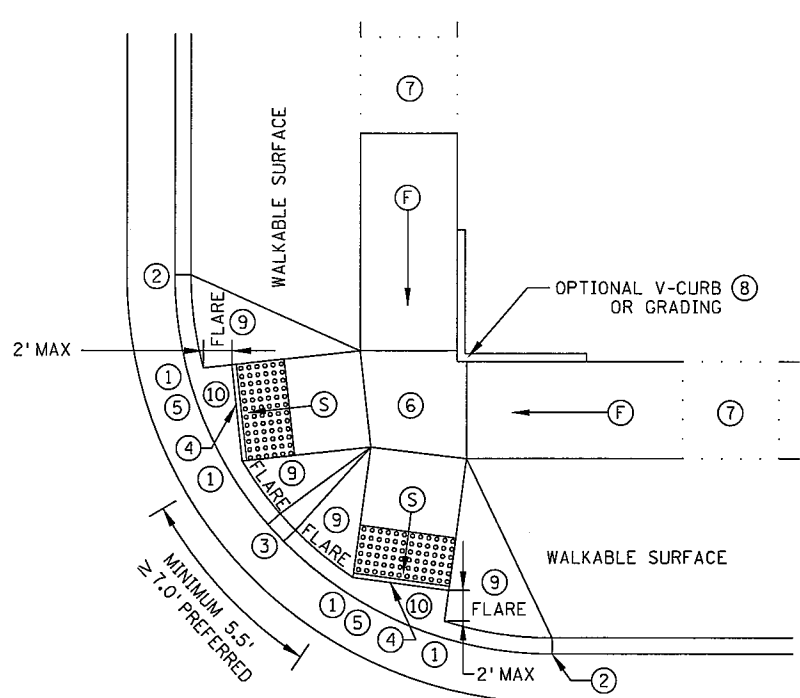 ⑦
WALKABLE SURFACE
Ⓕ
②
OPTIONAL V-CURB ⑧
OR GRADING
FLARE
⑨
2' MAX
①
⑤
④
①
⑩
Ⓢ
⑥
Ⓕ
⑦
⑨
FLARE
③
⑨
FLARE
Ⓢ
WALKABLE SURFACE
⑨
FLARE
MINIMUM 5.5'
≥ 7.0' PREFERRED
①
⑤
④
⑩
①
2' MAX
②